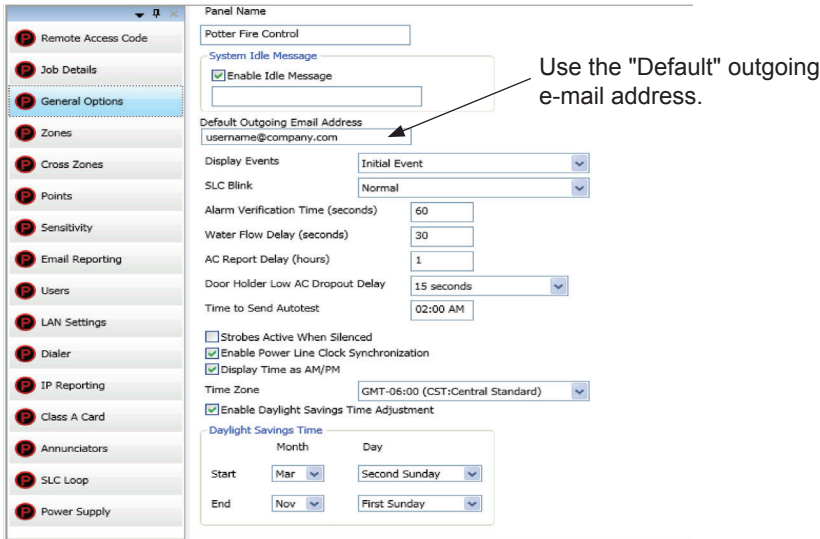 Remote Access Code
Job Details
General Options
Zones
Cross Zones
Points
Sensitivity
Email Reporting
Users
LAN Settings
Dialer
IP Reporting
Class A Card
Annunciators
SLC Loop
Power Supply
Panel Name
Potter Fire Control
System Idle Message
Enable Idle Message
Default Outgoing Email Address
username@company.com
Display Events Initial Event
SLC Blink Normal
Alarm Verification Time (seconds) 60
Water Flow Delay (seconds) 30
AC Report Delay (hours) 1
Door Holder Low AC Dropout Delay 15 seconds
Time to Send Autotest 02:00 AM
Strobes Active When Silenced
Enable Power Line Clock Synchronization
Display Time as AM/PM
Time Zone GMT-06:00 (CST:Central Standard)
Enable Daylight Savings Time Adjustment
Daylight Savings Time
Month Day
Start Mar Second Sunday
End Nov First Sunday
Use the "Default" outgoing
e-mail address.